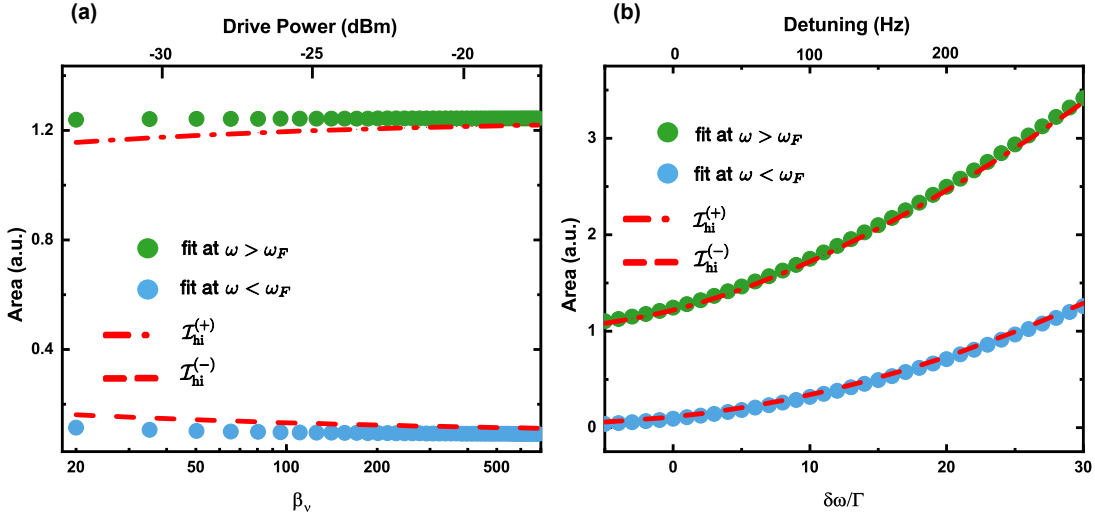 (a)
Drive Power (dBm)
-30 -25 -20
1.2
0.8
0.4
Area (a.u.)
fit at ω > ω_F
fit at ω < ω_F
ℐ_hi^(+)
ℐ_hi^(−)
20 50 100 200 500
β_ν
(b)
Detuning (Hz)
0 100 200
3
2
1
0
Area (a.u.)
fit at ω > ω_F
fit at ω < ω_F
ℐ_hi^(+)
ℐ_hi^(−)
0 10 20 30
δω/Γ